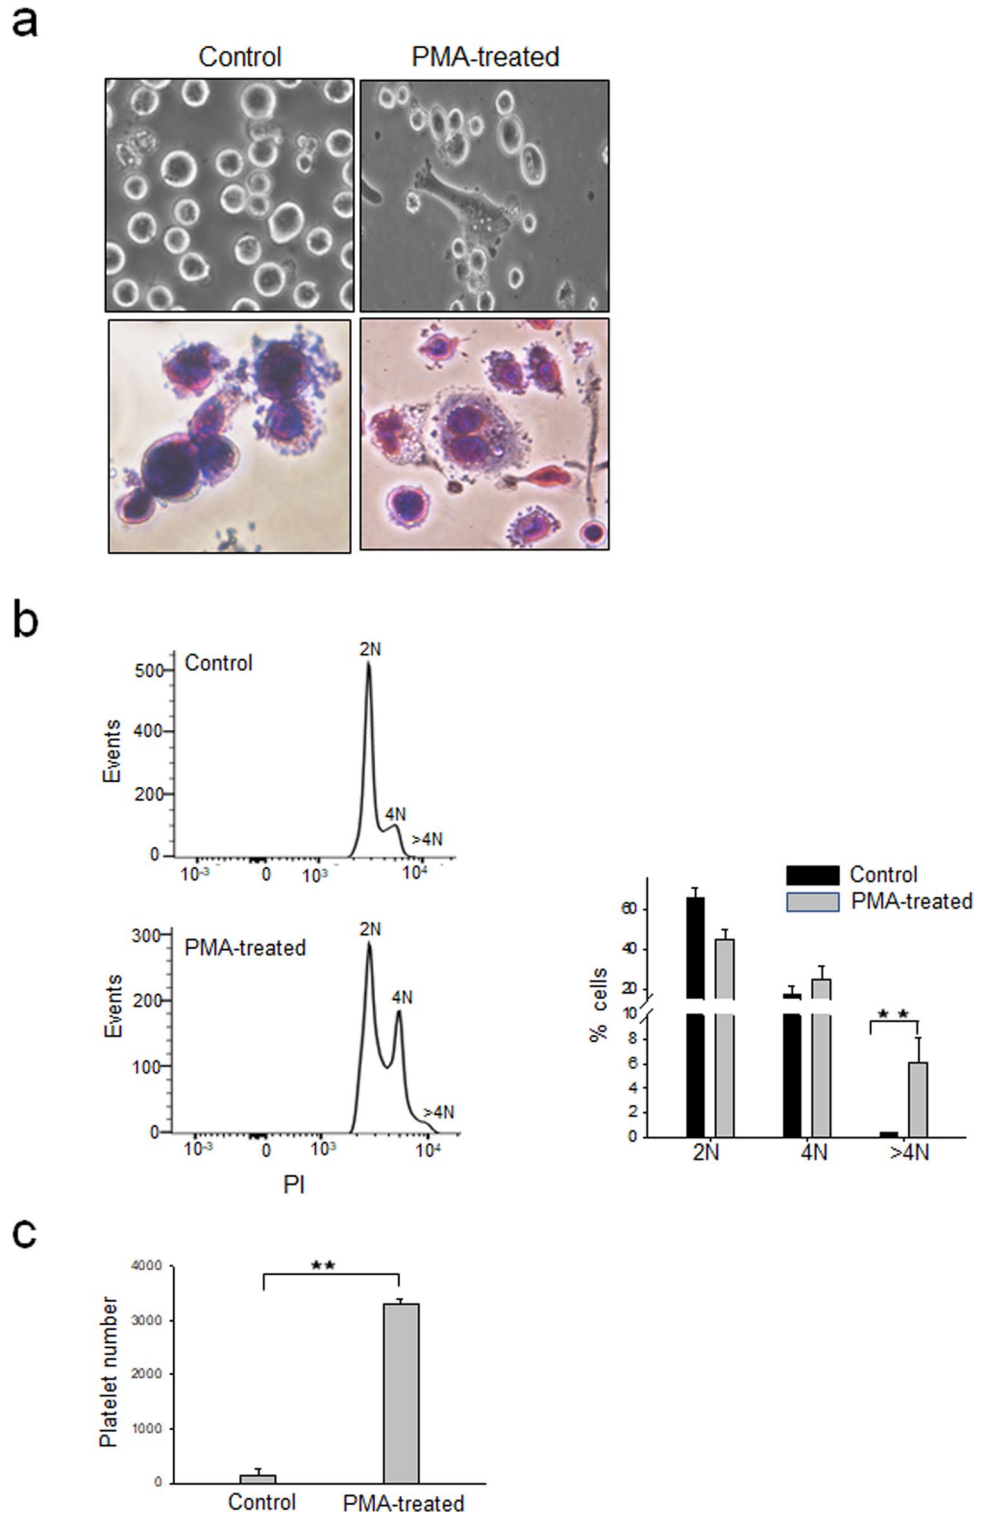 a
Control PMA-treated
b
Control
2N
4N
>4N
Events
500
400
200
0
10-3 0 10³ 10⁴
PMA-treated
2N
4N
>4N
Events
300
200
100
0
10-3 0 10³ 10⁴
PI
Control
PMA-treated
% cells
60
40
20
10
8
6
4
2
0
**
2N 4N >4N
c
Platelet number
4000
3000
2000
1000
0
**
Control PMA-treated